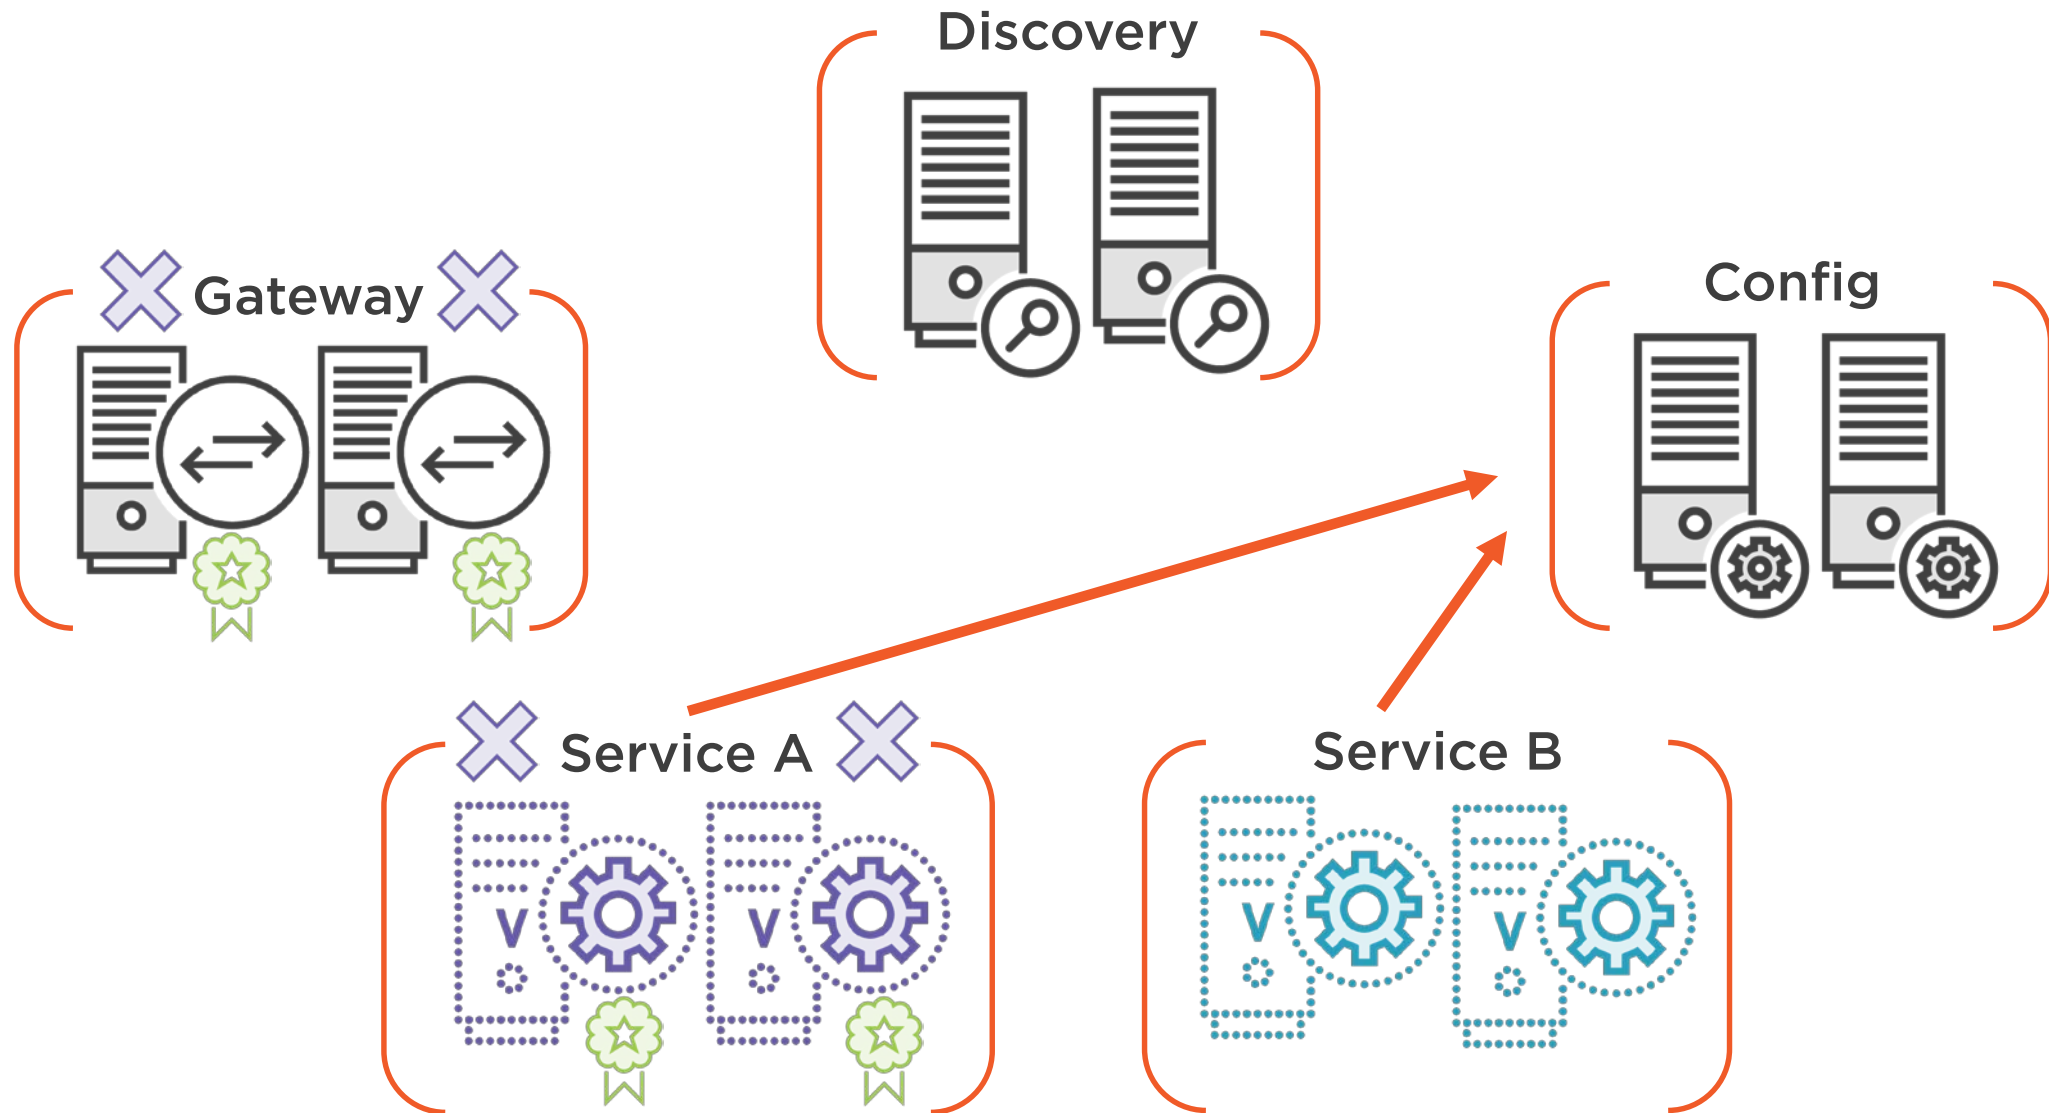 Discovery
Gateway
Config
Service A
Service B
V
V
V
V